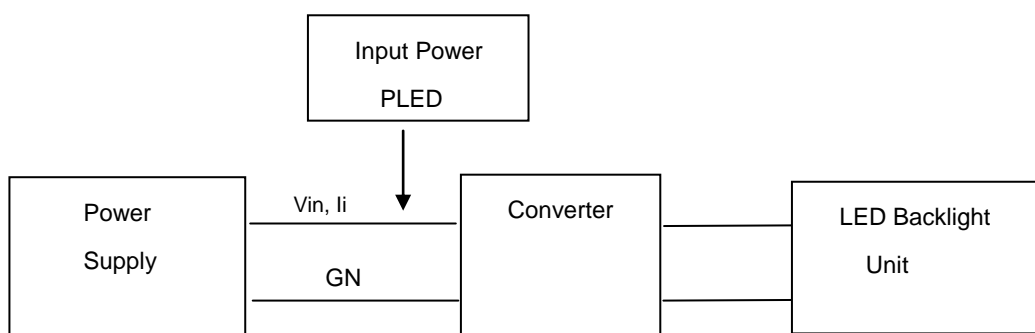 Input Power
PLED
Power
Supply
Vin, Ii
GN
Converter
LED Backlight
Unit